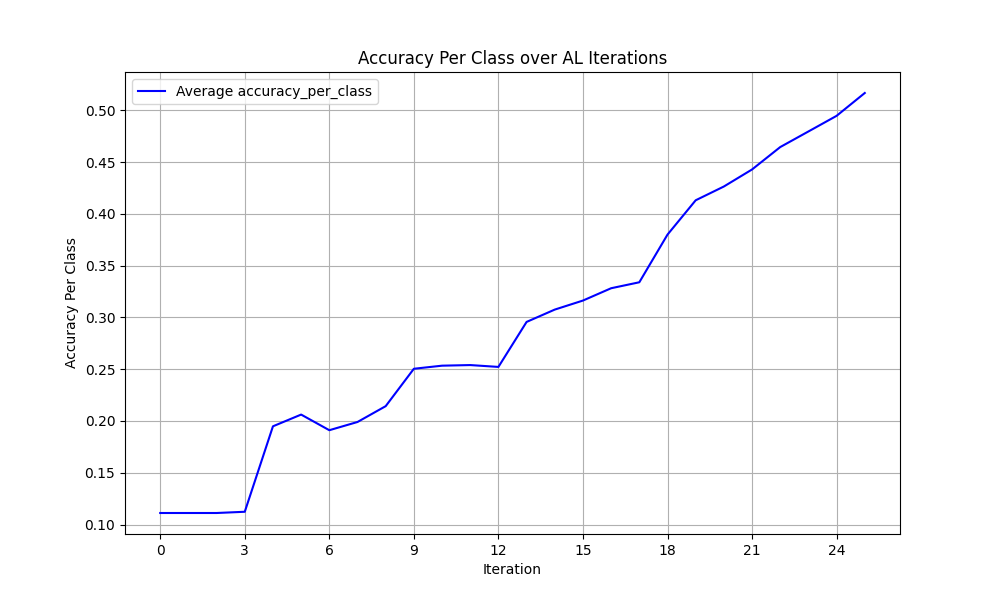 Accuracy Per Class over AL Iterations
Average accuracy_per_class
Accuracy Per Class
0.50
0.45
0.40
0.35
0.30
0.25
0.20
0.15
0.10
0 3 6 9 12 15 18 21 24
Iteration